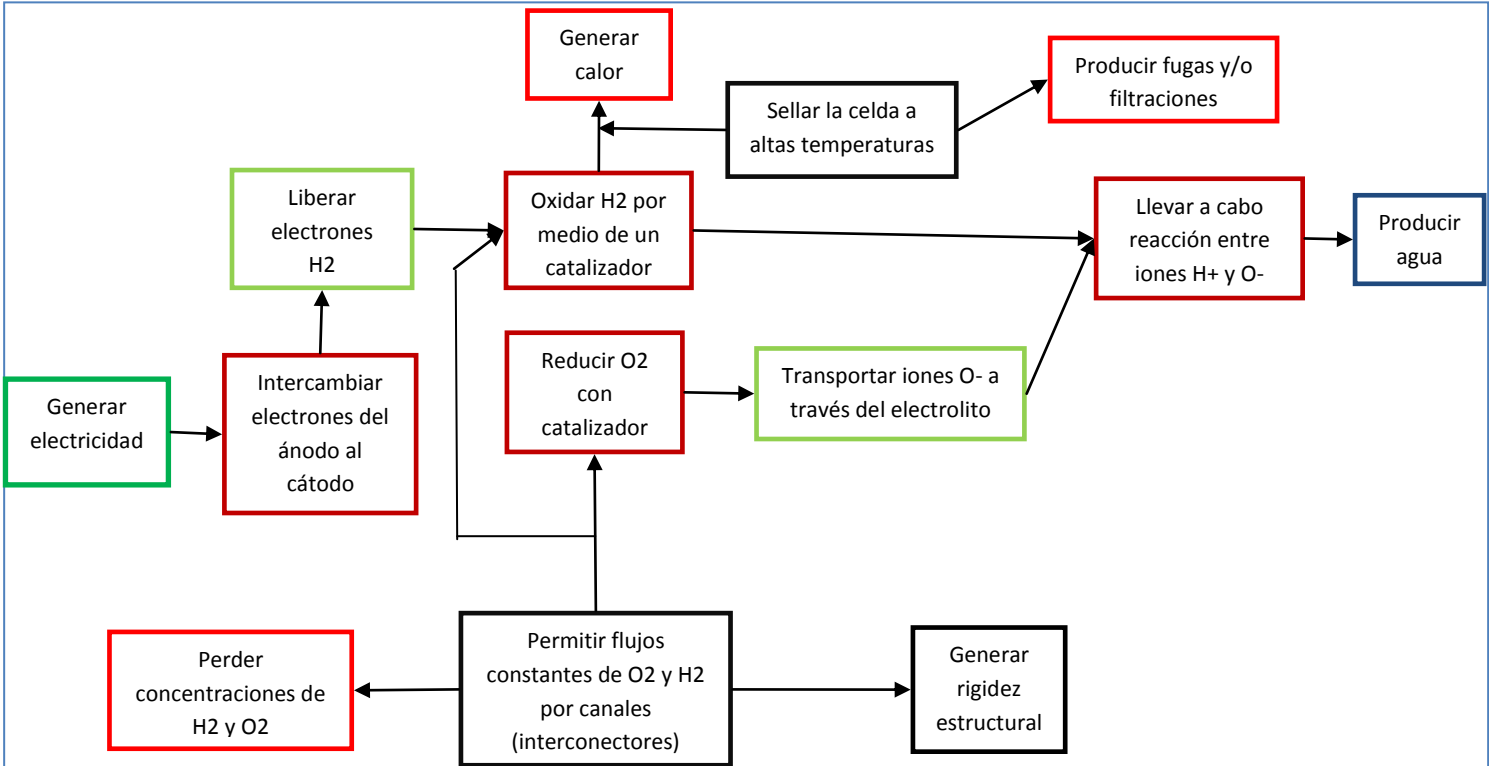 Generar
calor
Producir fugas y/o
filtraciones
Sellar la celda a
altas temperaturas
Liberar
electrones
H2
Oxidar H2 por
medio de un
catalizador
Llevar a cabo
reacción entre
iones H+ y O-
Producir
agua
Generar
electricidad
Intercambiar
electrones del
ánodo al
cátodo
Reducir O2
con
catalizador
Transportar iones O- a
través del electrolito
Perder
concentraciones de
H2 y O2
Permitir flujos
constantes de O2 y H2
por canales
(interconectores)
Generar
rigidez
estructural